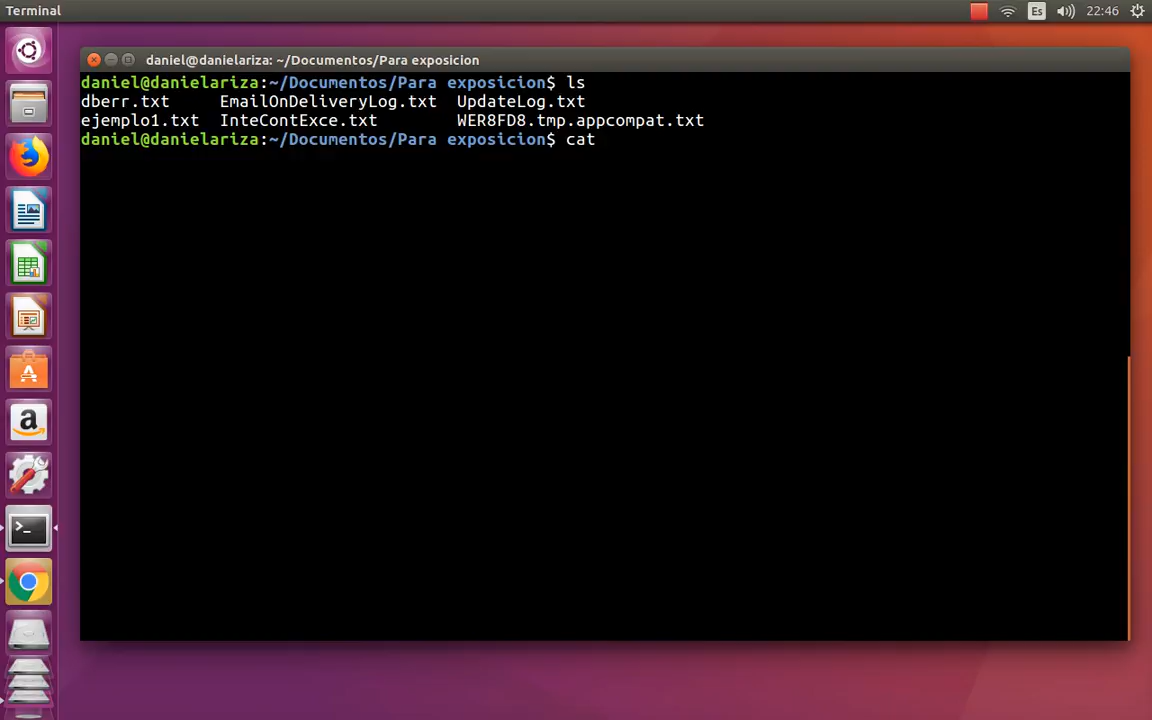 Terminal
Es
22:46
daniel@danielariza: ~/Documentos/Para exposicion
daniel@danielariza:~/Documentos/Para exposicion$ ls
dberr.txt     EmailOnDeliveryLog.txt  UpdateLog.txt
ejemplo1.txt  InteContExce.txt        WER8FD8.tmp.appcompat.txt
daniel@danielariza:~/Documentos/Para exposicion$ cat